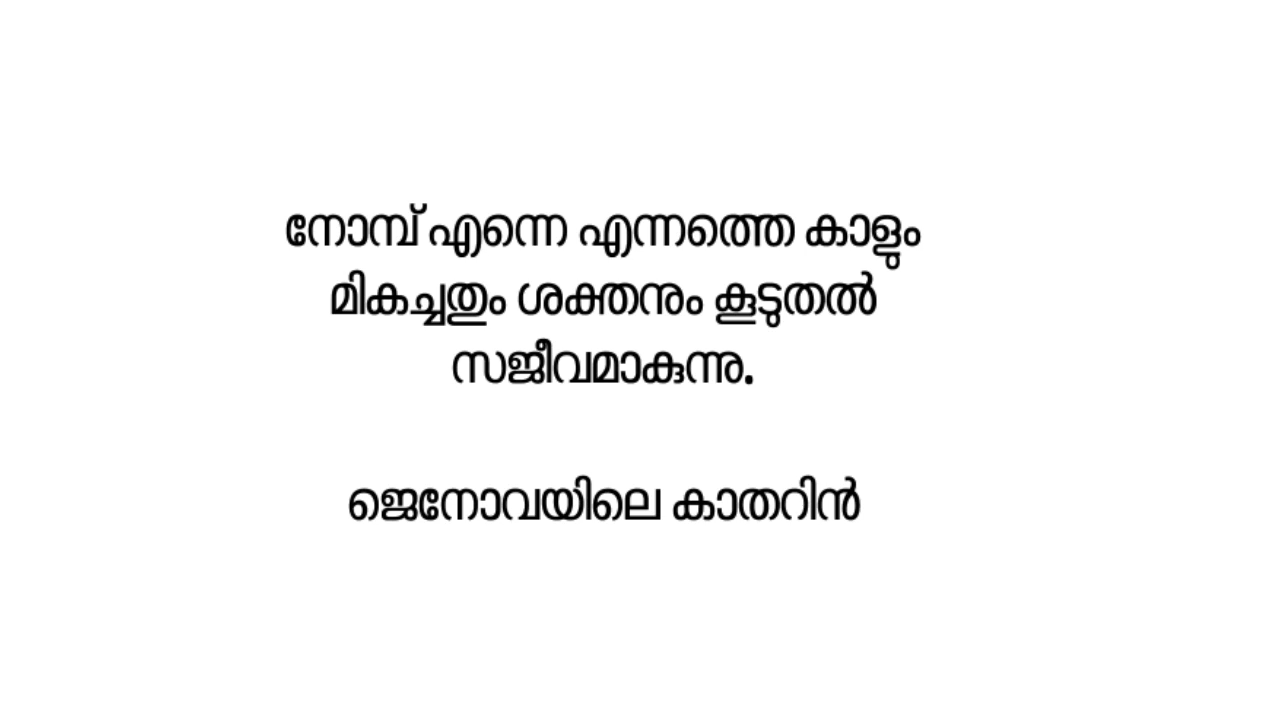 നോമ്പ് എന്നെ എന്നത്തെ കാളും
മികച്ചതും ശക്തനും കൂടുതൽ
സജീവമാകുന്നു.
ജെനോവയിലെ കാതറിൻ